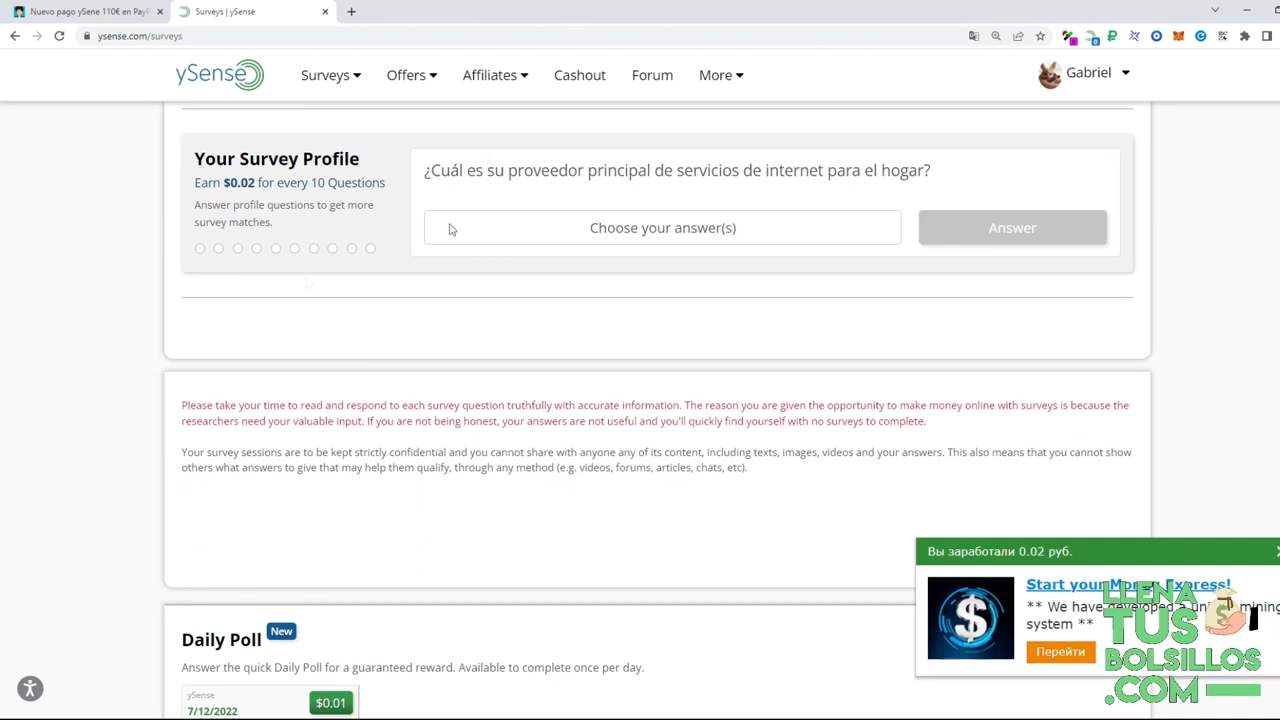 Nuevo pago ySene 110€ en PayP
Surveys | ySense
ysense.com/surveys
ySense
Surveys
Offers
Affiliates
Cashout
Forum
More
Gabriel
Your Survey Profile
Earn $0.02 for every 10 Questions
Answer profile questions to get more
survey matches.
¿Cuál es su proveedor principal de servicios de internet para el hogar?
Choose your answer(s)
Answer
Please take your time to read and respond to each survey question truthfully with accurate information. The reason you are given the opportunity to make money online with surveys is because the
researchers need your valuable input. If you are not being honest, your answers are not useful and you'll quickly find yourself with no surveys to complete.
Your survey sessions are to be kept strictly confidential and you cannot share with anyone any of its content, including texts, images, videos and your answers. This also means that you cannot show
others what answers to give that may help them qualify, through any method (e.g. videos, forums, articles, chats, etc).
Daily Poll New
Answer the quick Daily Poll for a guaranteed reward. Available to complete once per day.
ySense
7/12/2022
$0.01
Вы заработали 0.02 руб.
Start your Money Express!
** We have developed a mining
system **
Перейти
LLENA
TUS
BOLSILLOS
.COM